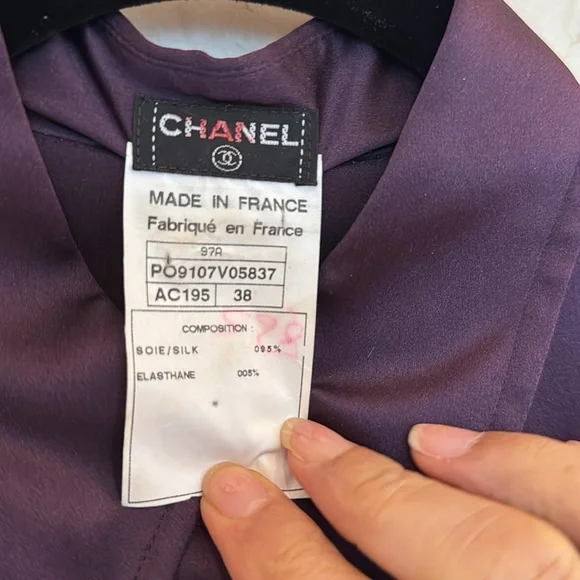 CHANEL
MADE IN FRANCE
Fabriqué en France
97A
PO9107V05837
AC195 38
COMPOSITION :
SOIE/SILK 095%
ELASTHANE 005%